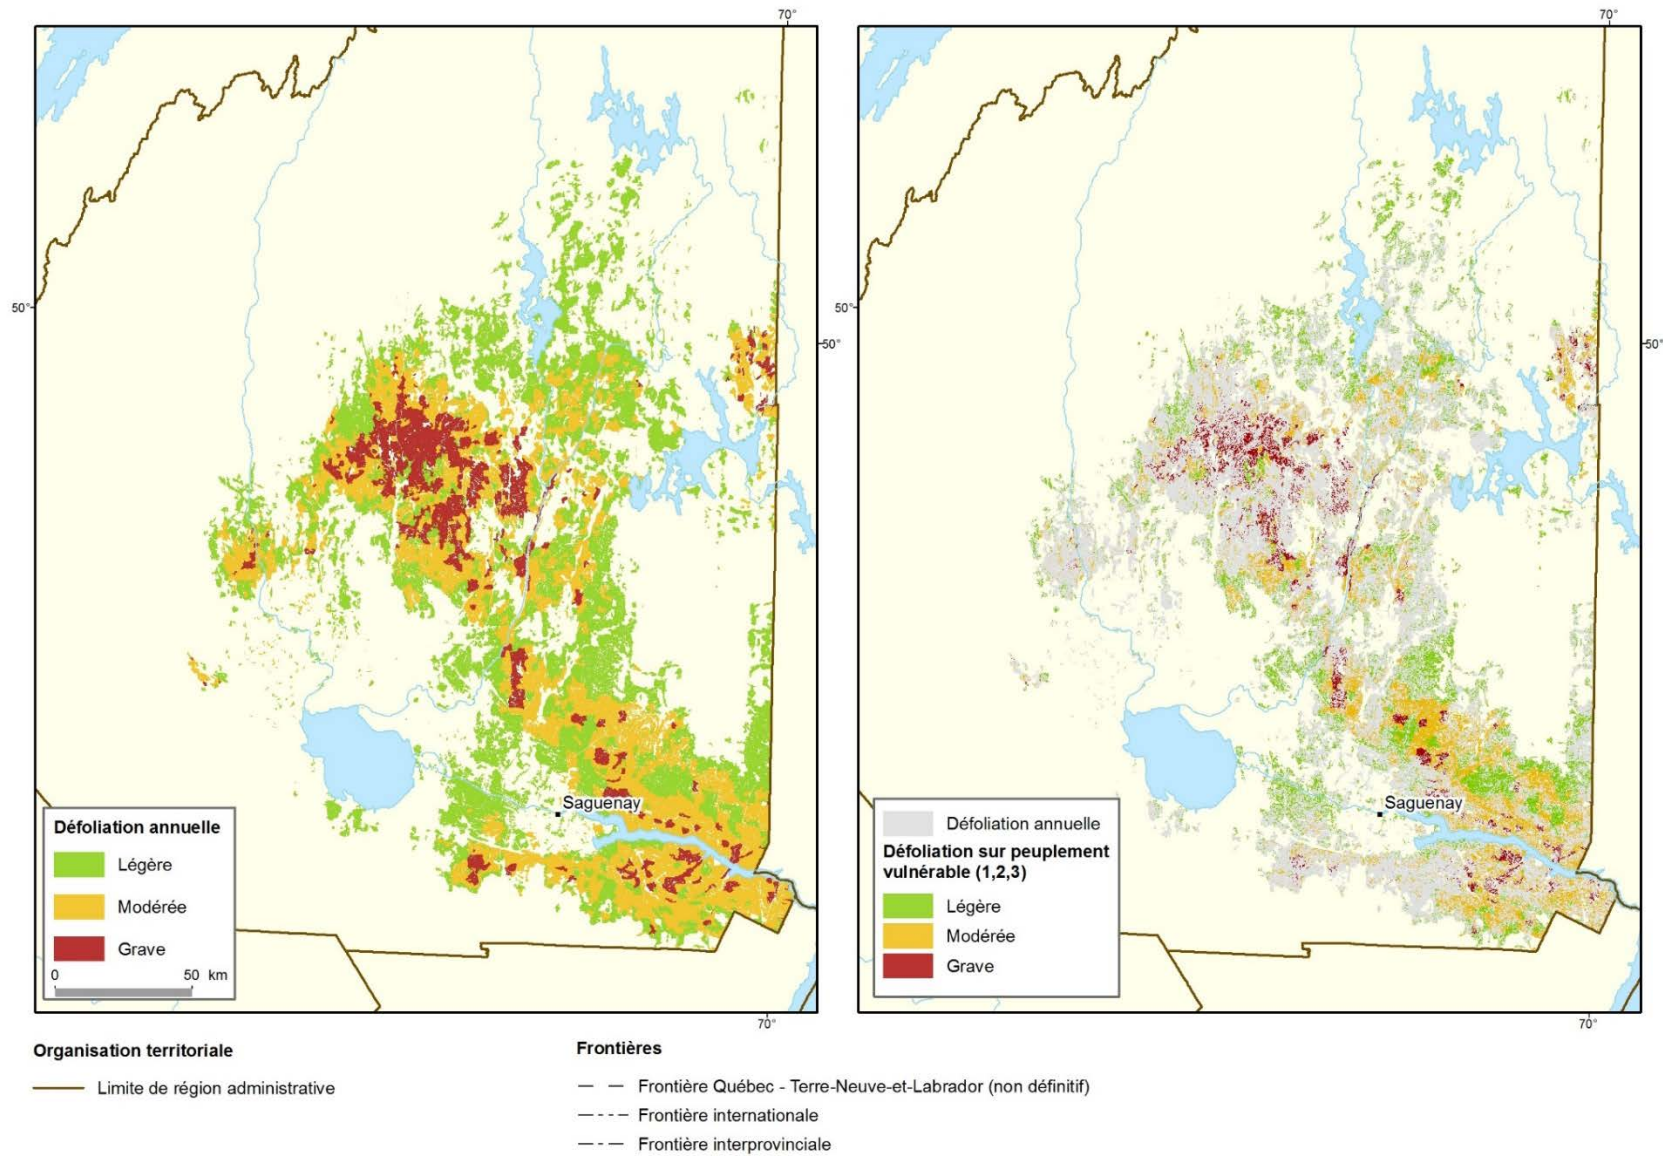 70°
70°
50°
50°
50°
50°
Saguenay
Saguenay
Défoliation annuelle
Légère
Modérée
Grave
0 50 km
Défoliation annuelle
Défoliation sur peuplement
vulnérable (1,2,3)
Légère
Modérée
Grave
70°
70°
Organisation territoriale
Limite de région administrative
Frontières
Frontière Québec - Terre-Neuve-et-Labrador (non définitif)
Frontière internationale
Frontière interprovinciale